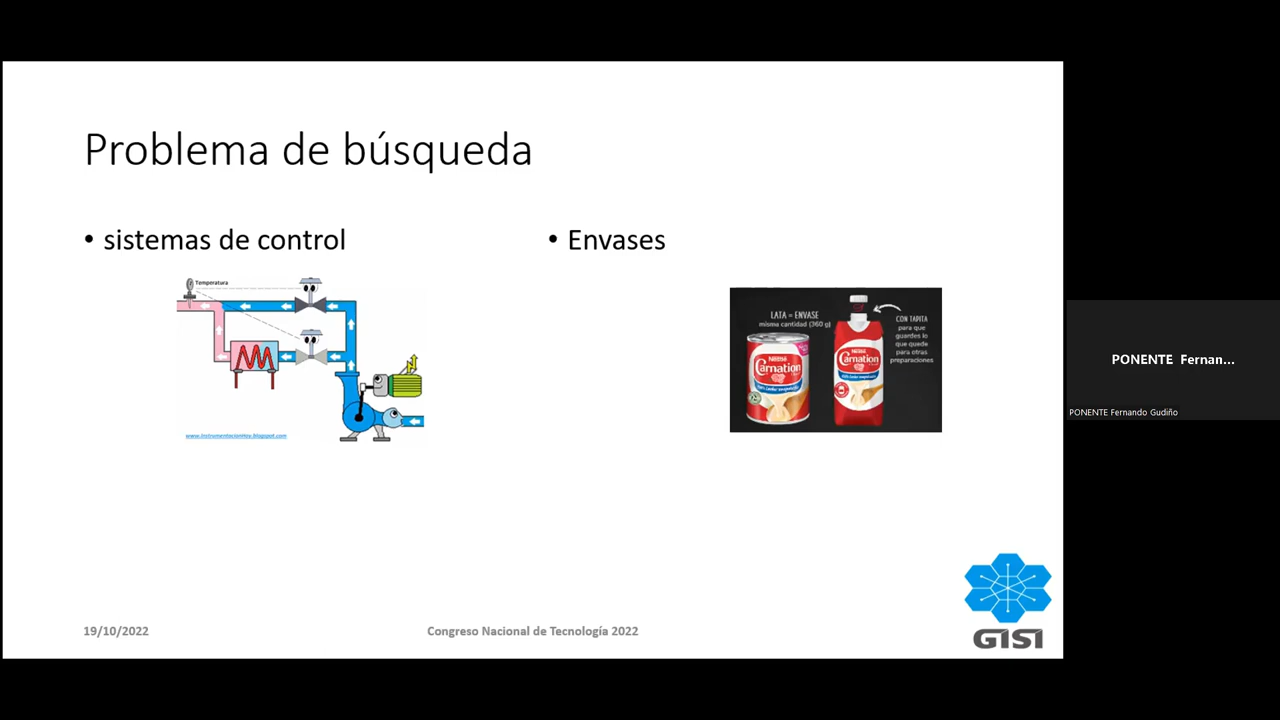 Problema de búsqueda
• sistemas de control
• Envases
Temperatura
www.InstrumentacionHoy.blogspot.com
LATA = ENVASE
misma cantidad (360 g)
CON TAPITA
para que
guardes lo
que quede
para otras
preparaciones
Nestlé
Carnation
Nestlé
Carnation
PONENTE Fernan...
PONENTE Fernando Gudiño
19/10/2022
Congreso Nacional de Tecnología 2022
GISI